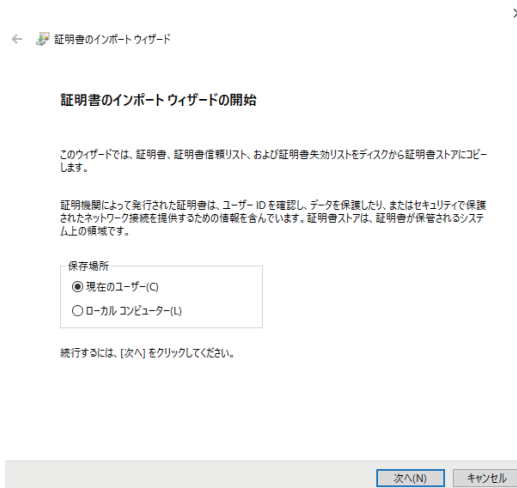 証明書のインポート ウィザード
証明書のインポート ウィザードの開始
このウィザードでは、証明書、証明書信頼リスト、および証明書失効リストをディスクから証明書ストアにコピー
します。
証明機関によって発行された証明書は、ユーザー ID を確認し、データを保護したり、またはセキュリティで保護
されたネットワーク接続を提供するための情報を含んでいます。証明書ストアは、証明書が保管されるシステ
ム上の領域です。
保存場所
現在のユーザー(C)
ローカル コンピューター(L)
続行するには、[次へ] をクリックしてください。
次へ(N)
キャンセル